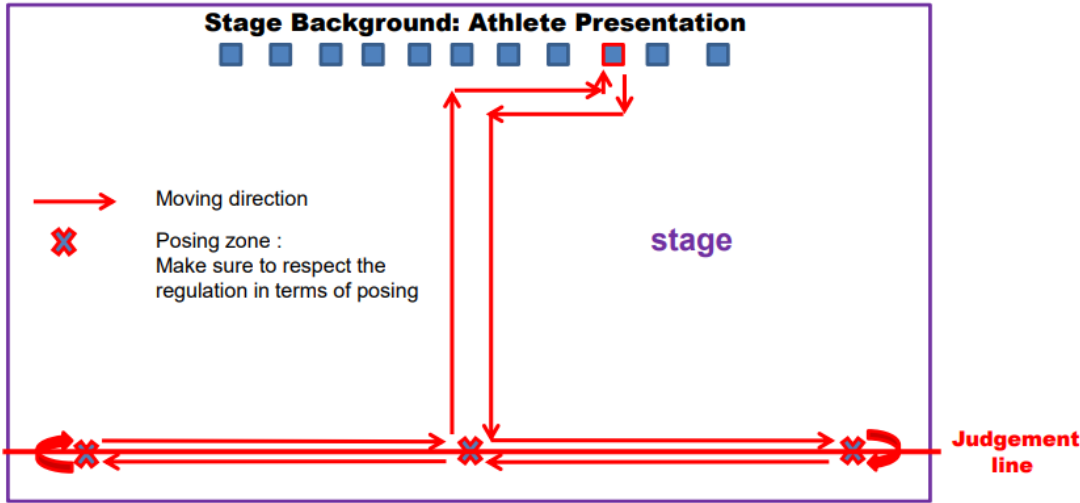 Stage Background: Athlete Presentation
Moving direction
Posing zone :
Make sure to respect the
regulation in terms of posing
stage
Judgement
line